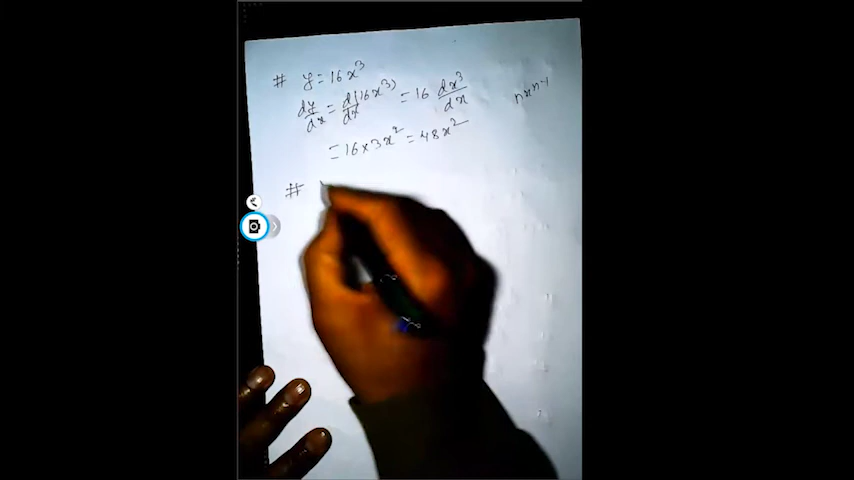 # y = 16x³
dy/dx = d(16x³)/dx = 16 dx³/dx
nxⁿ⁻¹
= 16 × 3x² = 48x²
#